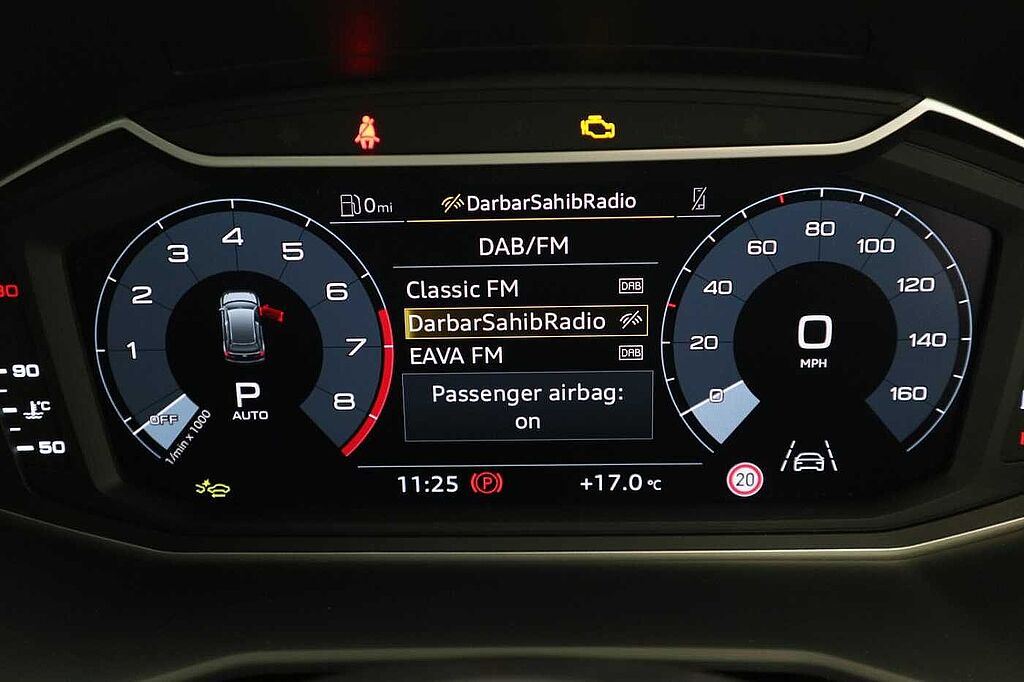 0mi
DarbarSahibRadio
DAB/FM
Classic FM DAB
DarbarSahibRadio
EAVA FM DAB
Passenger airbag:
on
11:25 P +17.0 °C
1 2 3 4 5 6 7 8
OFF
1/min x 1000
P
AUTO
0 20 40 60 80 100 120 140 160
0
MPH
20
90
°C
50